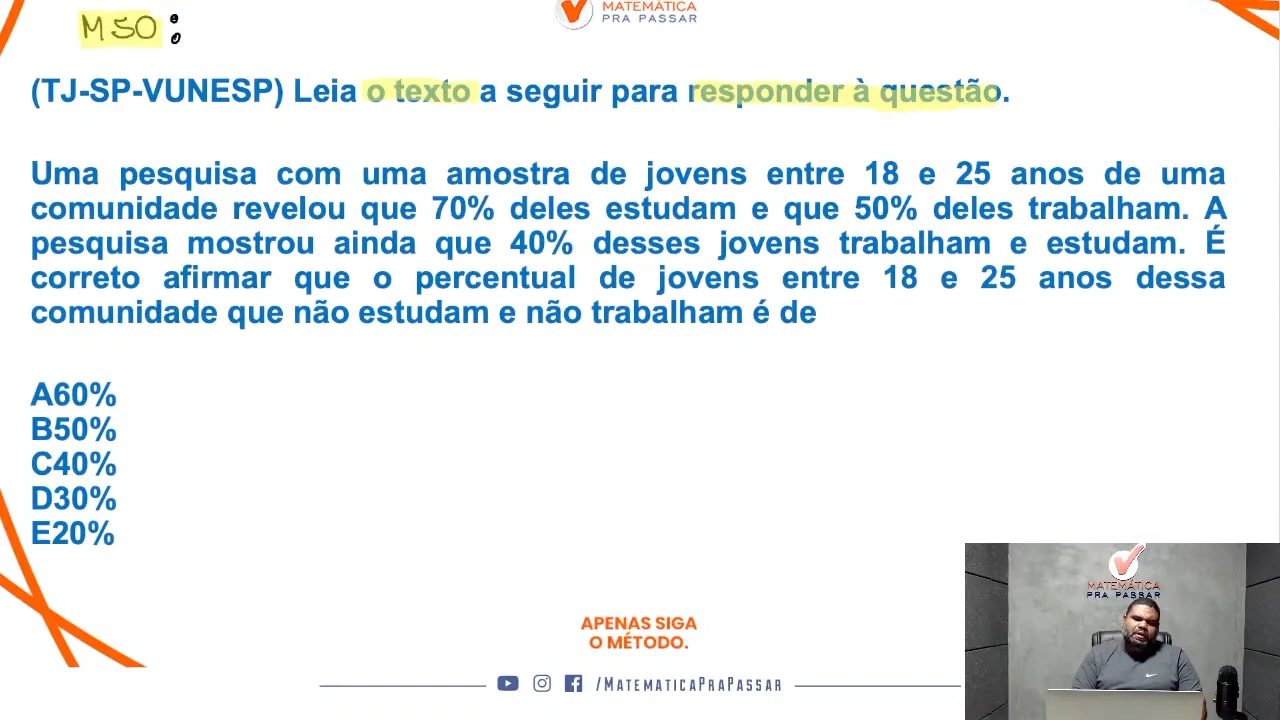 M50:
MATEMÁTICA
PRA PASSAR
(TJ-SP-VUNESP) Leia o texto a seguir para responder à questão.
Uma pesquisa com uma amostra de jovens entre 18 e 25 anos de uma
comunidade revelou que 70% deles estudam e que 50% deles trabalham. A
pesquisa mostrou ainda que 40% desses jovens trabalham e estudam. É
correto afirmar que o percentual de jovens entre 18 e 25 anos dessa
comunidade que não estudam e não trabalham é de
A60%
B50%
C40%
D30%
E20%
MATEMÁTICA
PRA PASSAR
APENAS SIGA
O MÉTODO.
/MATEMATICAPRAPASSAR